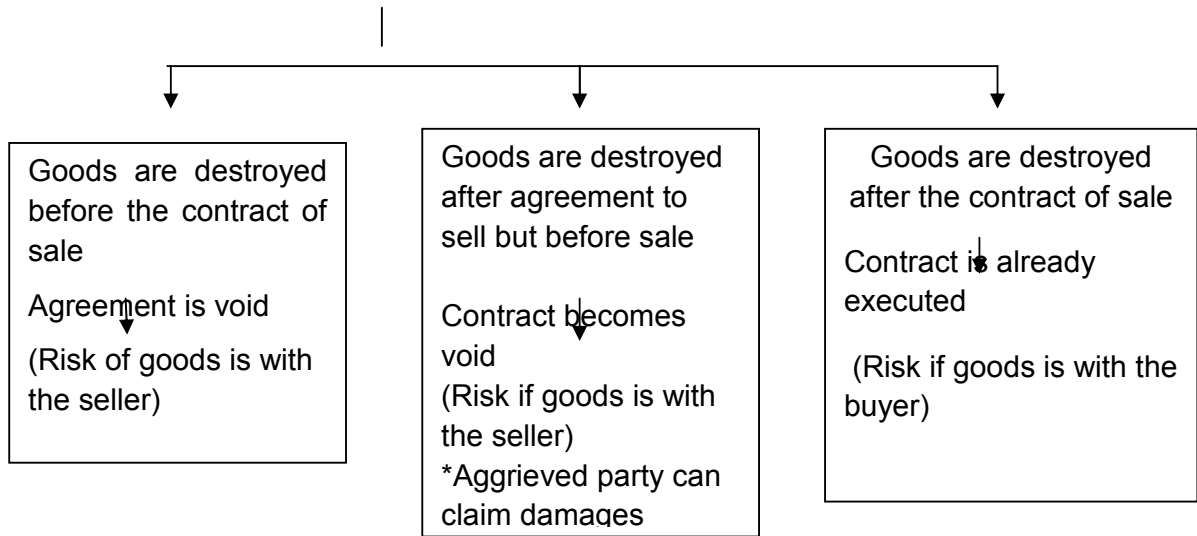 Goods are destroyed
before the contract of
sale
Agreement is void
(Risk of goods is with
the seller)
Goods are destroyed
after agreement to
sell but before sale
Contract becomes
void
(Risk if goods is with
the seller)
*Aggrieved party can
claim damages
Goods are destroyed
after the contract of sale
Contract is already
executed
(Risk if goods is with the
buyer)